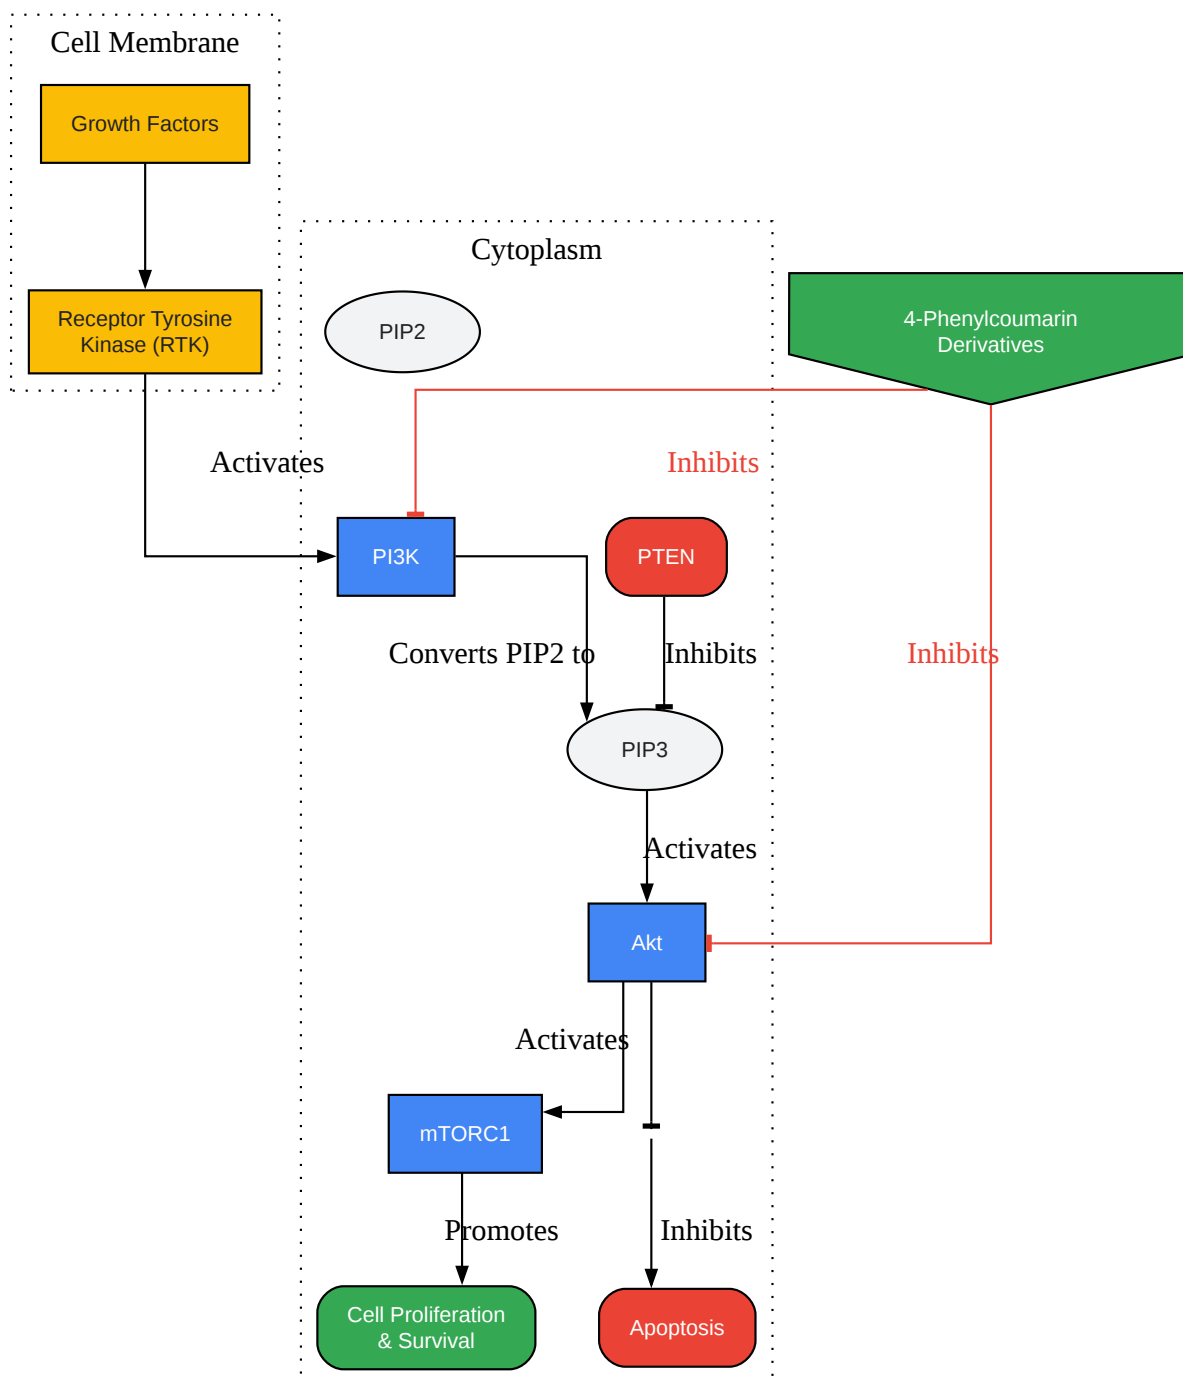 Cell Membrane
Growth Factors
Cytoplasm
Receptor Tyrosine
Kinase (RTK)
PIP2
4-Phenylcoumarin
Derivatives
Activates
Inhibits
PI3K
PTEN
Converts PIP2 to
Inhibits
Inhibits
PIP3
Activates
Akt
Activates
mTORC1
Promotes
Inhibits
Cell Proliferation
& Survival
Apoptosis